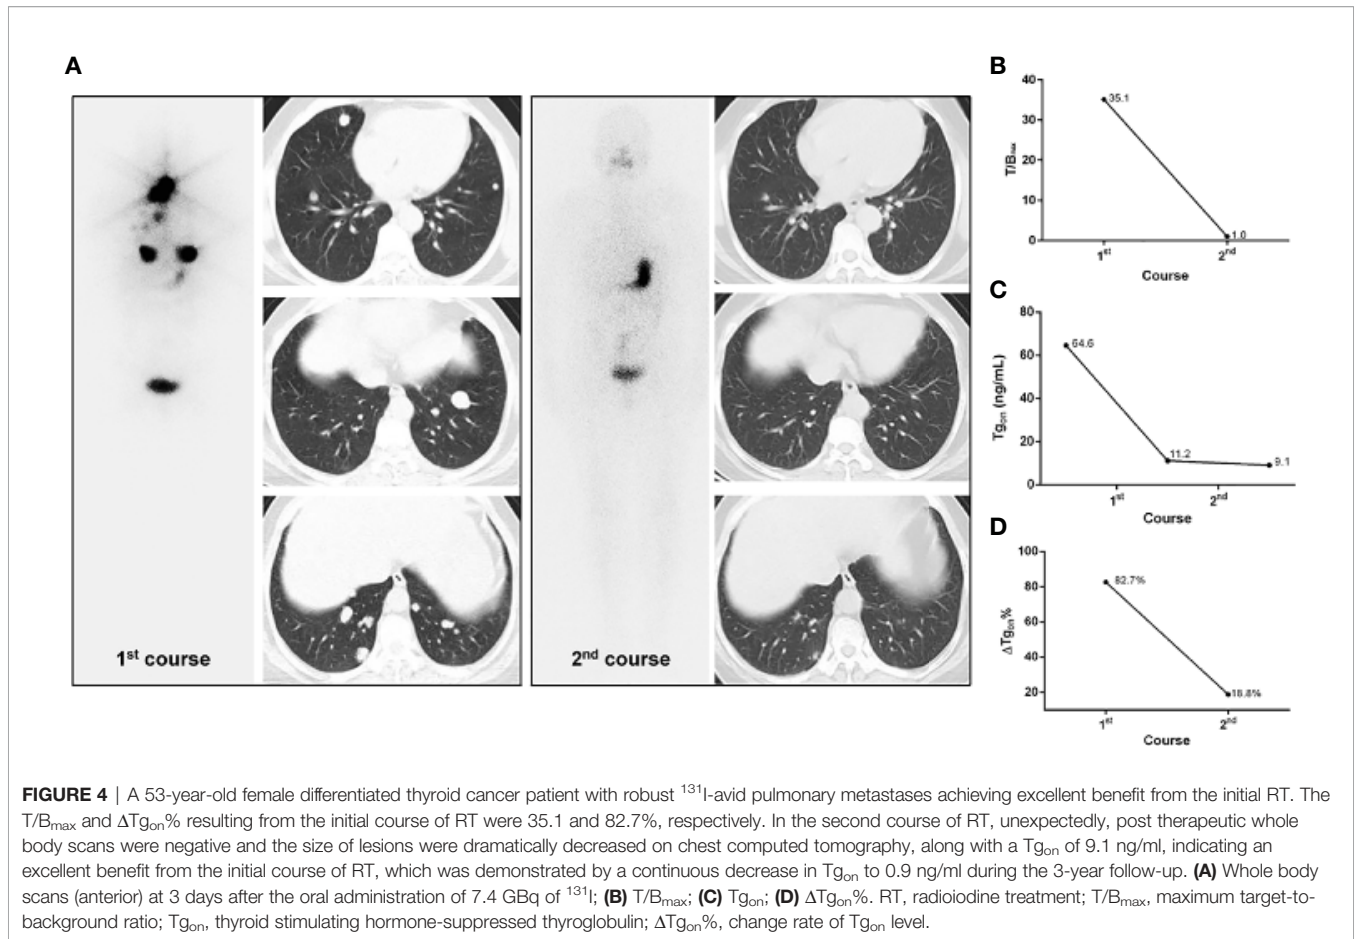 A
1st course
2nd course
B
40
30
20
10
0
T/Bmax
35.1
1.0
1st
2nd
Course
C
80
60
40
20
0
Tgon (ng/mL)
64.6
11.2
9.1
1st
2nd
Course
D
100
80
60
40
20
ΔTgon%
82.7%
18.8%
1st
2nd
Course
FIGURE 4 | A 53-year-old female differentiated thyroid cancer patient with robust 131I-avid pulmonary metastases achieving excellent benefit from the initial RT. The
T/Bmax and ΔTgon% resulting from the initial course of RT were 35.1 and 82.7%, respectively. In the second course of RT, unexpectedly, post therapeutic whole
body scans were negative and the size of lesions were dramatically decreased on chest computed tomography, along with a Tgon of 9.1 ng/ml, indicating an
excellent benefit from the initial course of RT, which was demonstrated by a continuous decrease in Tgon to 0.9 ng/ml during the 3-year follow-up. (A) Whole body
scans (anterior) at 3 days after the oral administration of 7.4 GBq of 131I; (B) T/Bmax; (C) Tgon; (D) ΔTgon%. RT, radioiodine treatment; T/Bmax, maximum target-to-
background ratio; Tgon, thyroid stimulating hormone-suppressed thyroglobulin; ΔTgon%, change rate of Tgon level.